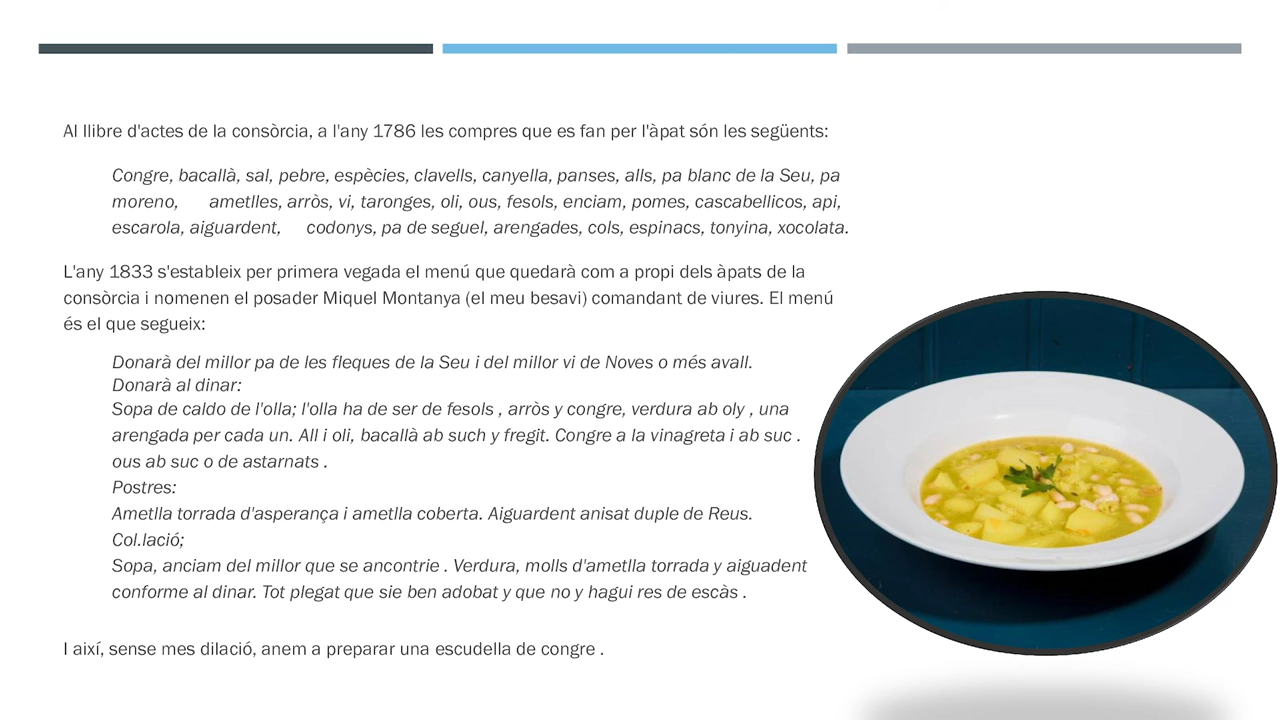 Al llibre d'actes de la consòrcia, a l'any 1786 les compres que es fan per l'àpat són les següents:
Congre, bacallà, sal, pebre, espècies, clavells, canyella, panses, alls, pa blanc de la Seu, pa
moreno, ametlles, arròs, vi, taronges, oli, ous, fesols, enciam, pomes, cascabellicos, api,
escarola, aiguardent, codonys, pa de seguel, arengades, cols, espinacs, tonyina, xocolata.
L'any 1833 s'estableix per primera vegada el menú que quedarà com a propi dels àpats de la
consòrcia i nomenen el posader Miquel Montanya (el meu besavi) comandant de viures. El menú
és el que segueix:
Donarà del millor pa de les fleques de la Seu i del millor vi de Noves o més avall.
Donarà al dinar:
Sopa de caldo de l'olla; l'olla ha de ser de fesols , arròs y congre, verdura ab oly , una
arengada per cada un. All i oli, bacallà ab such y fregit. Congre a la vinagreta i ab suc .
ous ab suc o de astarnats .
Postres:
Ametlla torrada d'asperança i ametlla coberta. Aiguardent anisat duple de Reus.
Col.lació;
Sopa, anciam del millor que se ancontrie . Verdura, molls d'ametlla torrada y aiguadent
conforme al dinar. Tot plegat que sie ben adobat y que no y hagui res de escàs .
I així, sense mes dilació, anem a preparar una escudella de congre .